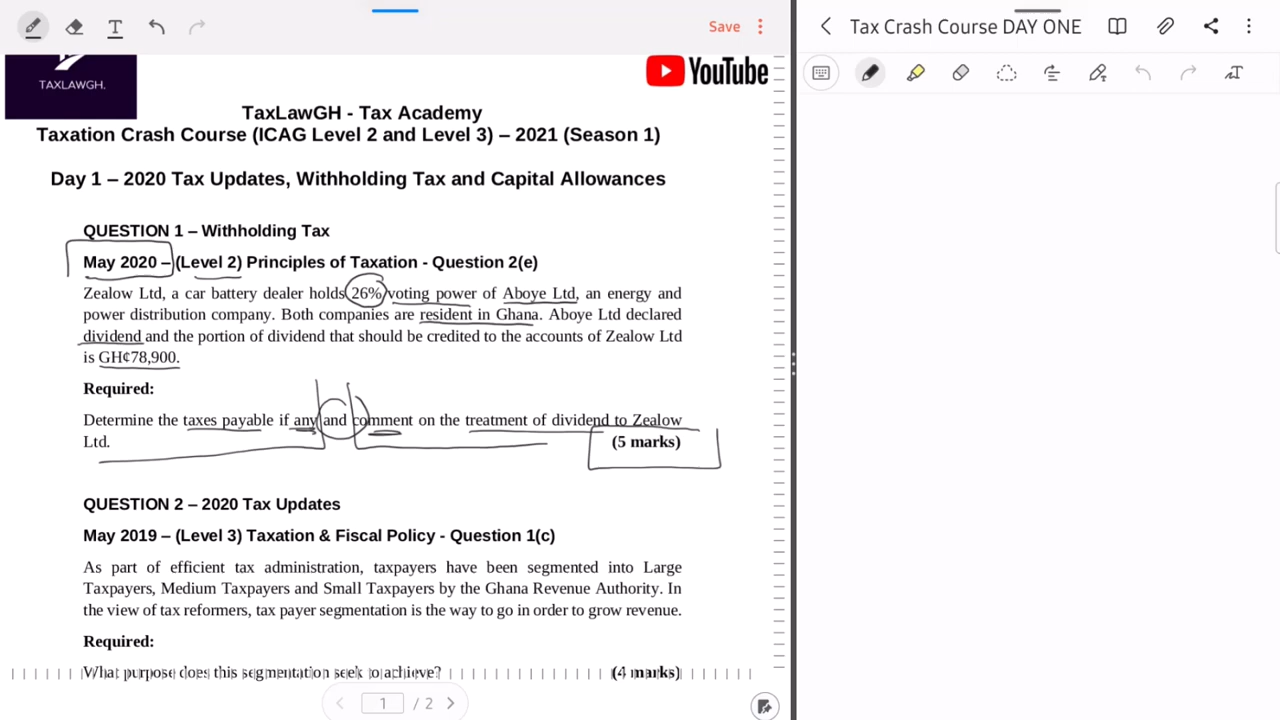 Save
Tax Crash Course DAY ONE
TAXLAWGH.
YouTube
TaxLawGH - Tax Academy
Taxation Crash Course (ICAG Level 2 and Level 3) – 2021 (Season 1)
Day 1 – 2020 Tax Updates, Withholding Tax and Capital Allowances
QUESTION 1 – Withholding Tax
May 2020 – (Level 2) Principles of Taxation - Question 2(e)
Zealow Ltd, a car battery dealer holds 26% voting power of Aboye Ltd, an energy and
power distribution company. Both companies are resident in Ghana. Aboye Ltd declared
dividend and the portion of dividend that should be credited to the accounts of Zealow Ltd
is GH¢78,900.
Required:
Determine the taxes payable if any and comment on the treatment of dividend to Zealow
Ltd. (5 marks)
QUESTION 2 – 2020 Tax Updates
May 2019 – (Level 3) Taxation & Fiscal Policy - Question 1(c)
As part of efficient tax administration, taxpayers have been segmented into Large
Taxpayers, Medium Taxpayers and Small Taxpayers by the Ghana Revenue Authority. In
the view of tax reformers, tax payer segmentation is the way to go in order to grow revenue.
Required:
What purpose does this segmentation seek to achieve? (4 marks)
1 / 2